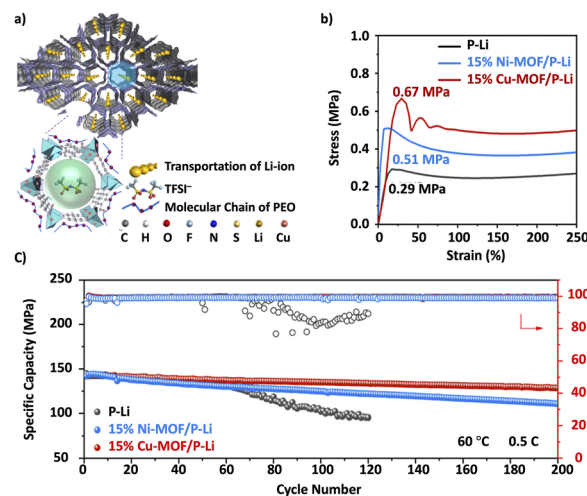 a)
Transportation of Li-ion
TFSI⁻
Molecular Chain of PEO
C H O F N S Li Cu
b)
Stress (MPa)
1.0
0.8
0.6
0.4
0.2
0.0
P-Li
15% Ni-MOF/P-Li
15% Cu-MOF/P-Li
0.67 MPa
0.51 MPa
0.29 MPa
0 50 100 150 200 250
Strain (%)
C)
Specific Capacity (MPa)
250
200
150
100
50
100
80
60
40
20
0
P-Li
15% Ni-MOF/P-Li
15% Cu-MOF/P-Li
60 °C 0.5 C
0 20 40 60 80 100 120 140 160 180 200
Cycle Number